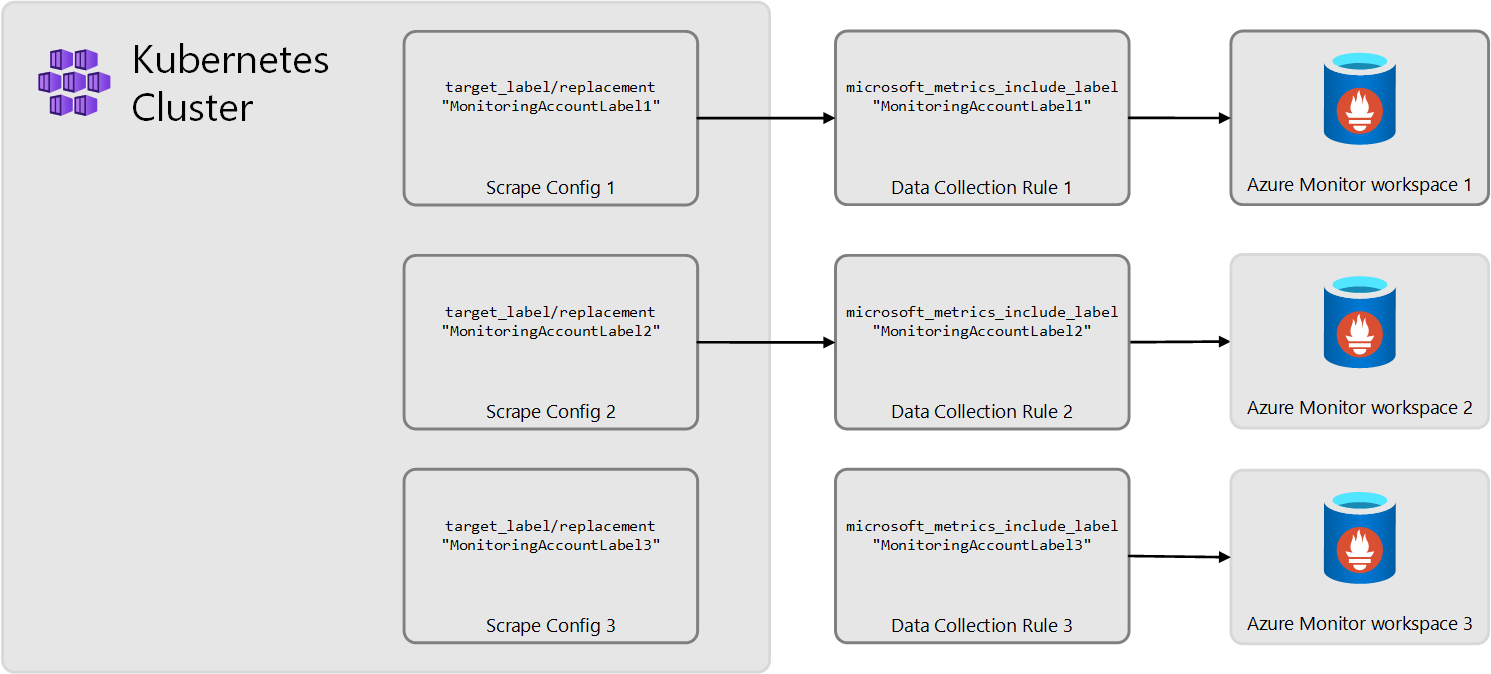 Kubernetes
Cluster
target_label/replacement
"MonitoringAccountLabel1"
Scrape Config 1
microsoft_metrics_include_label
"MonitoringAccountLabel1"
Data Collection Rule 1
Azure Monitor workspace 1
target_label/replacement
"MonitoringAccountLabel2"
Scrape Config 2
microsoft_metrics_include_label
"MonitoringAccountLabel2"
Data Collection Rule 2
Azure Monitor workspace 2
target_label/replacement
"MonitoringAccountLabel3"
Scrape Config 3
microsoft_metrics_include_label
"MonitoringAccountLabel3"
Data Collection Rule 3
Azure Monitor workspace 3